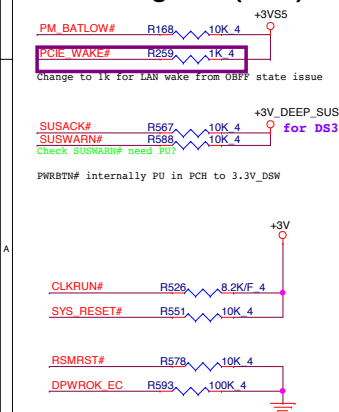 +3VS5
PM_BATLOW# R168 10K_4
PCIE_WAKE# R259 1K_4
Change to 1k for LAN wake from OBFF state issue
+3V_DEEP_SUS
SUSACK# R567 10K_4 for DS3
SUSWARN# R588 10K_4
Check SUSWARN# need PU?
PWRBTN# internally PU in PCH to 3.3V_DSW
+3V
A
CLKRUN# R526 8.2K/F_4
SYS_RESET# R551 10K_4
RSMRST# R578 10K_4
DPWROK_EC R593 100K_4